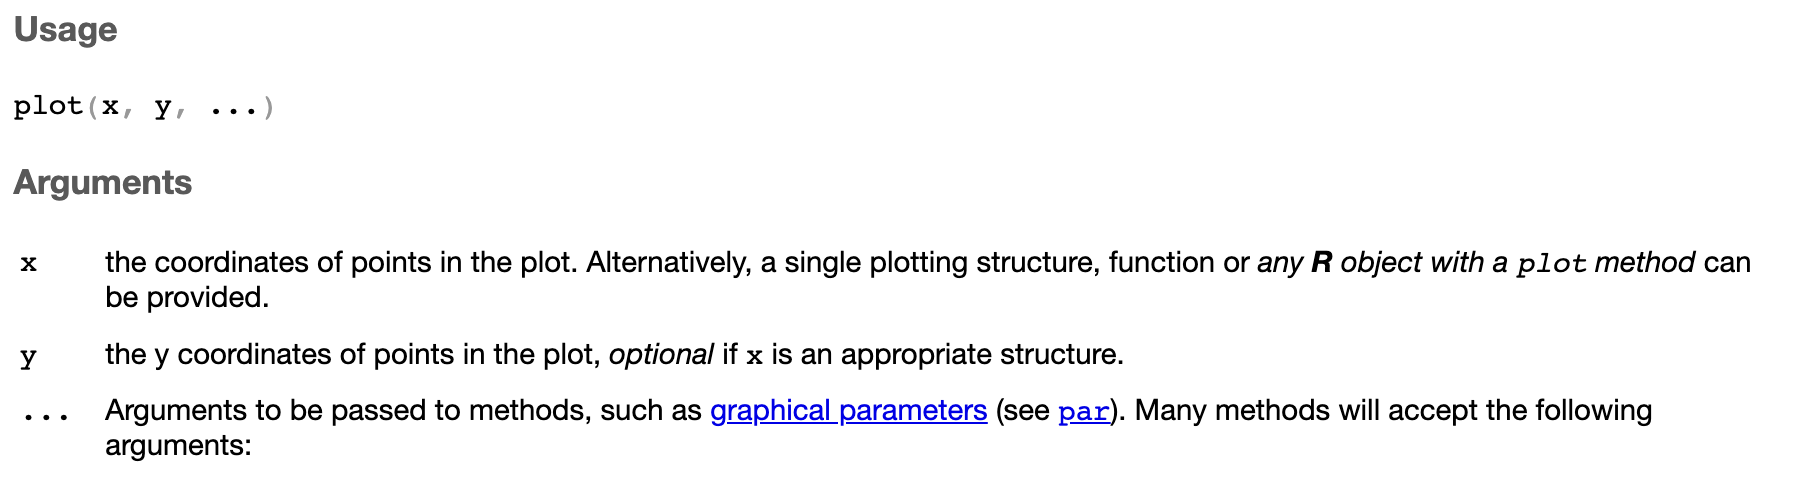 Usage
plot(x, y, ...)
Arguments
x the coordinates of points in the plot. Alternatively, a single plotting structure, function or any R object with a plot method can
be provided.
y the y coordinates of points in the plot, optional if x is an appropriate structure.
... Arguments to be passed to methods, such as graphical parameters (see par). Many methods will accept the following
arguments: